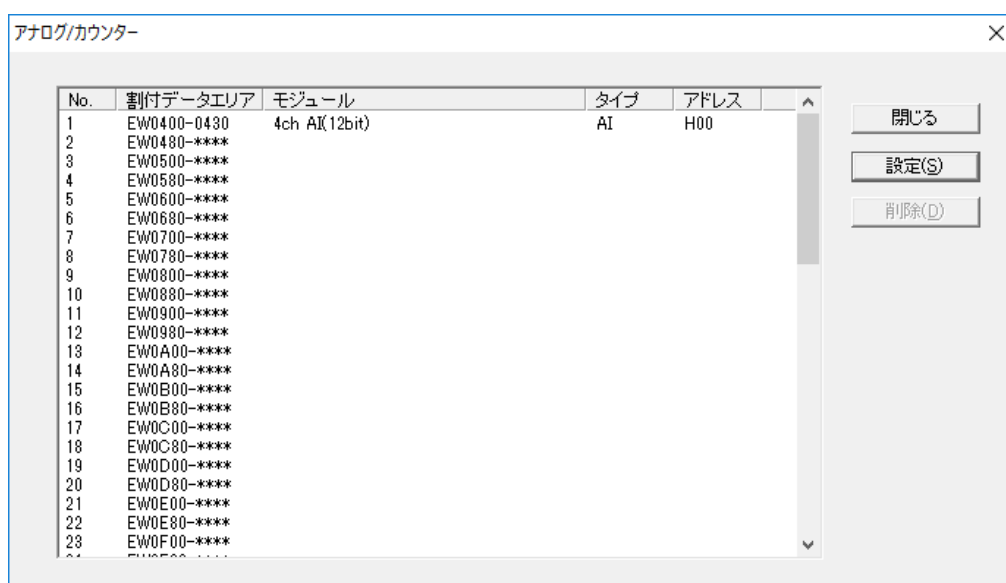 アナログ/カウンター
No. 割付データエリア モジュール タイプ アドレス
1 EW0400-0430 4ch AI(12bit) AI H00
2 EW0480-****
3 EW0500-****
4 EW0580-****
5 EW0600-****
6 EW0680-****
7 EW0700-****
8 EW0780-****
9 EW0800-****
10 EW0880-****
11 EW0900-****
12 EW0980-****
13 EW0A00-****
14 EW0A80-****
15 EW0B00-****
16 EW0B80-****
17 EW0C00-****
18 EW0C80-****
19 EW0D00-****
20 EW0D80-****
21 EW0E00-****
22 EW0E80-****
23 EW0F00-****
閉じる
設定(S)
削除(D)